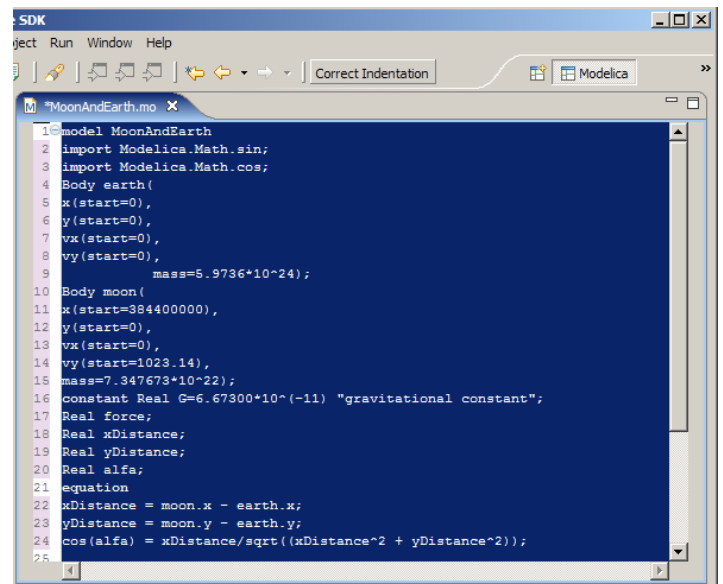 SDK
ject Run Window Help
Correct Indentation
Modelica
»
M *MoonAndEarth.mo
1 model MoonAndEarth
2 import Modelica.Math.sin;
3 import Modelica.Math.cos;
4 Body earth(
5 x(start=0),
6 y(start=0),
7 vx(start=0),
8 vy(start=0),
9 mass=5.9736*10^24);
10 Body moon(
11 x(start=384400000),
12 y(start=0),
13 vx(start=0),
14 vy(start=1023.14),
15 mass=7.347673*10^22);
16 constant Real G=6.67300*10^(-11) "gravitational constant";
17 Real force;
18 Real xDistance;
19 Real yDistance;
20 Real alfa;
21 equation
22 xDistance = moon.x - earth.x;
23 yDistance = moon.y - earth.y;
24 cos(alfa) = xDistance/sqrt((xDistance^2 + yDistance^2));
25